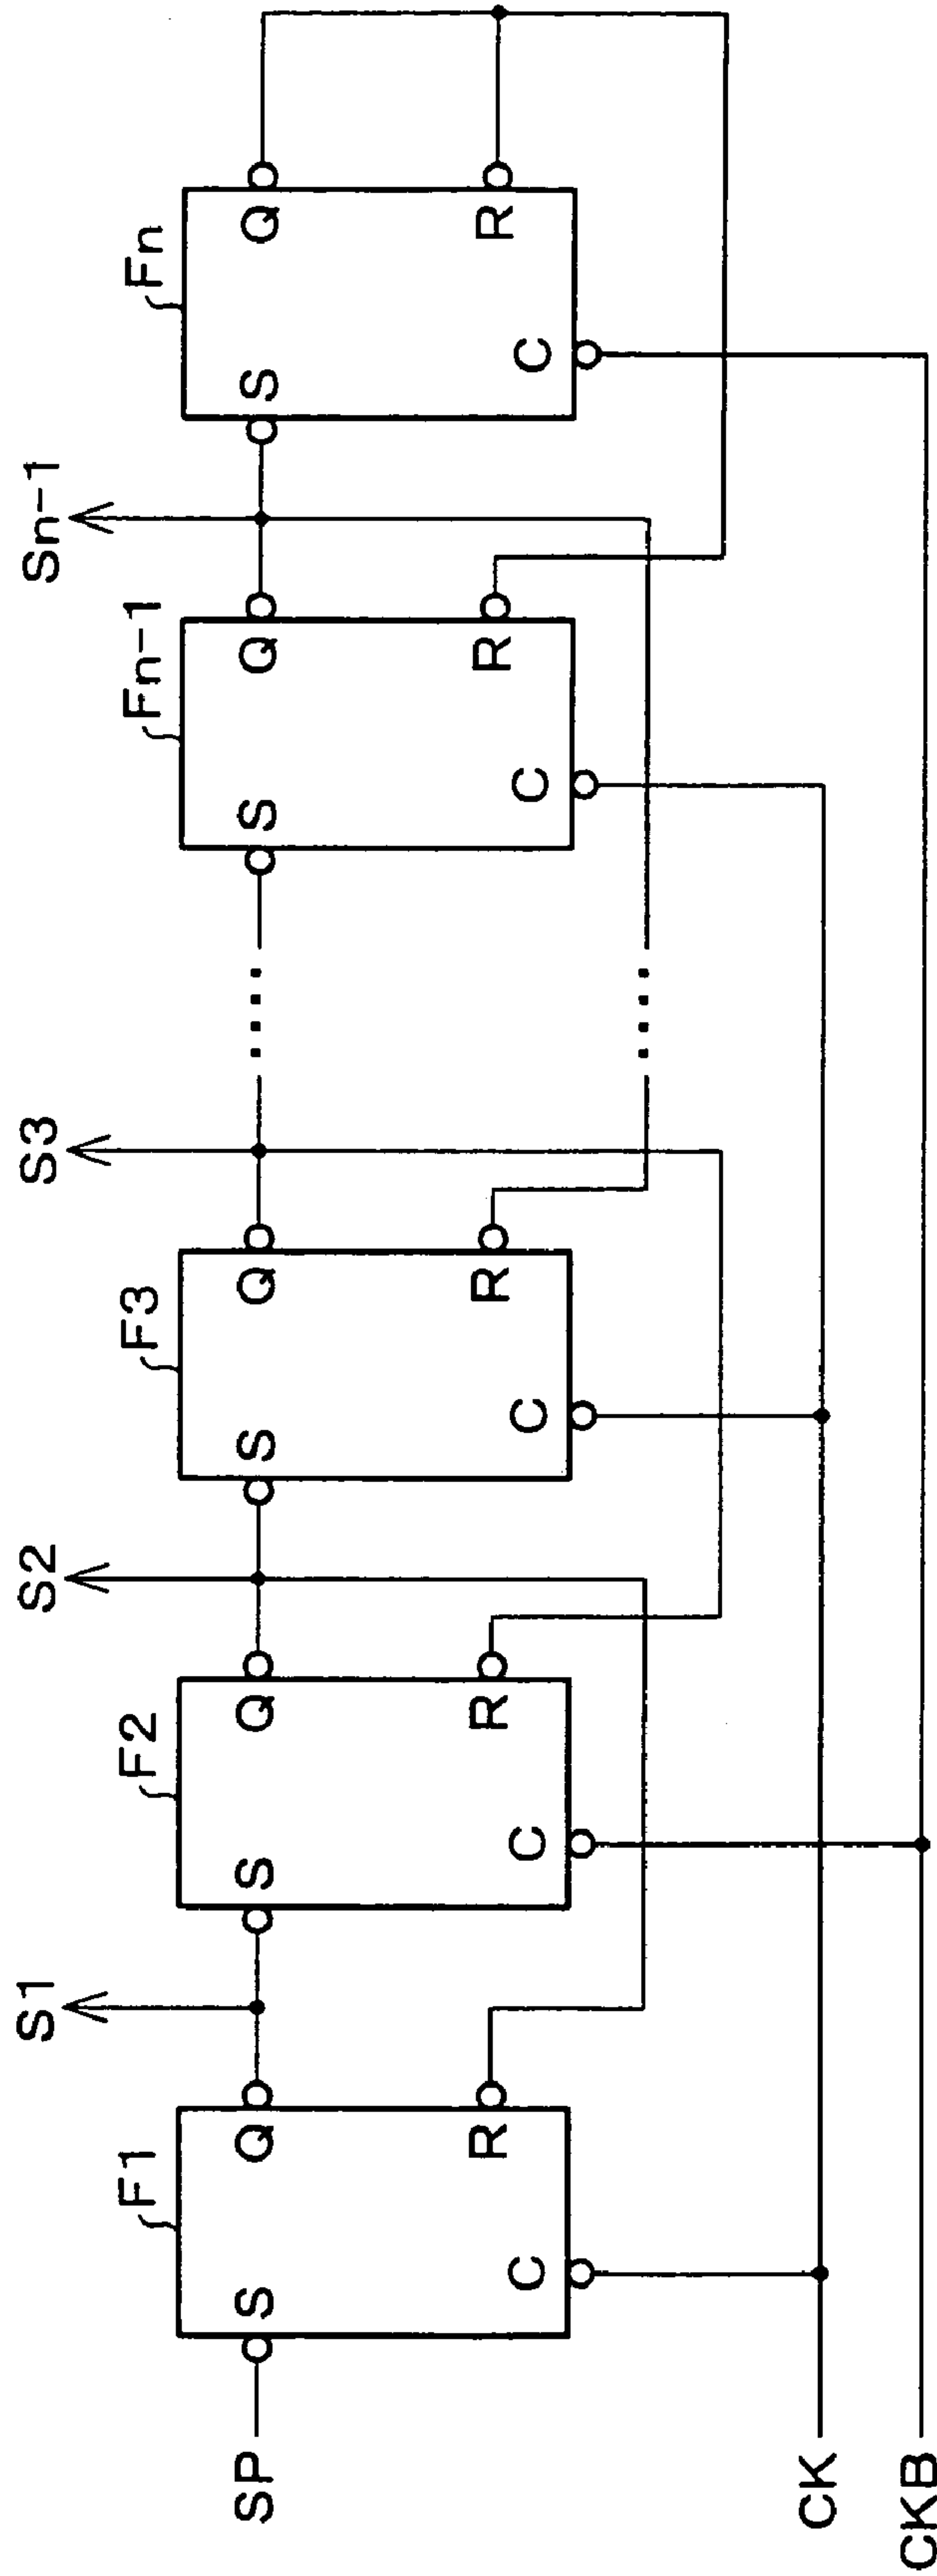 S1 S2 S3 Sn-1
F1 F2 F3 Fn-1 Fn
SP S Q S Q S Q S Q S Q
R R R R R
C C C C C
CK
CKB